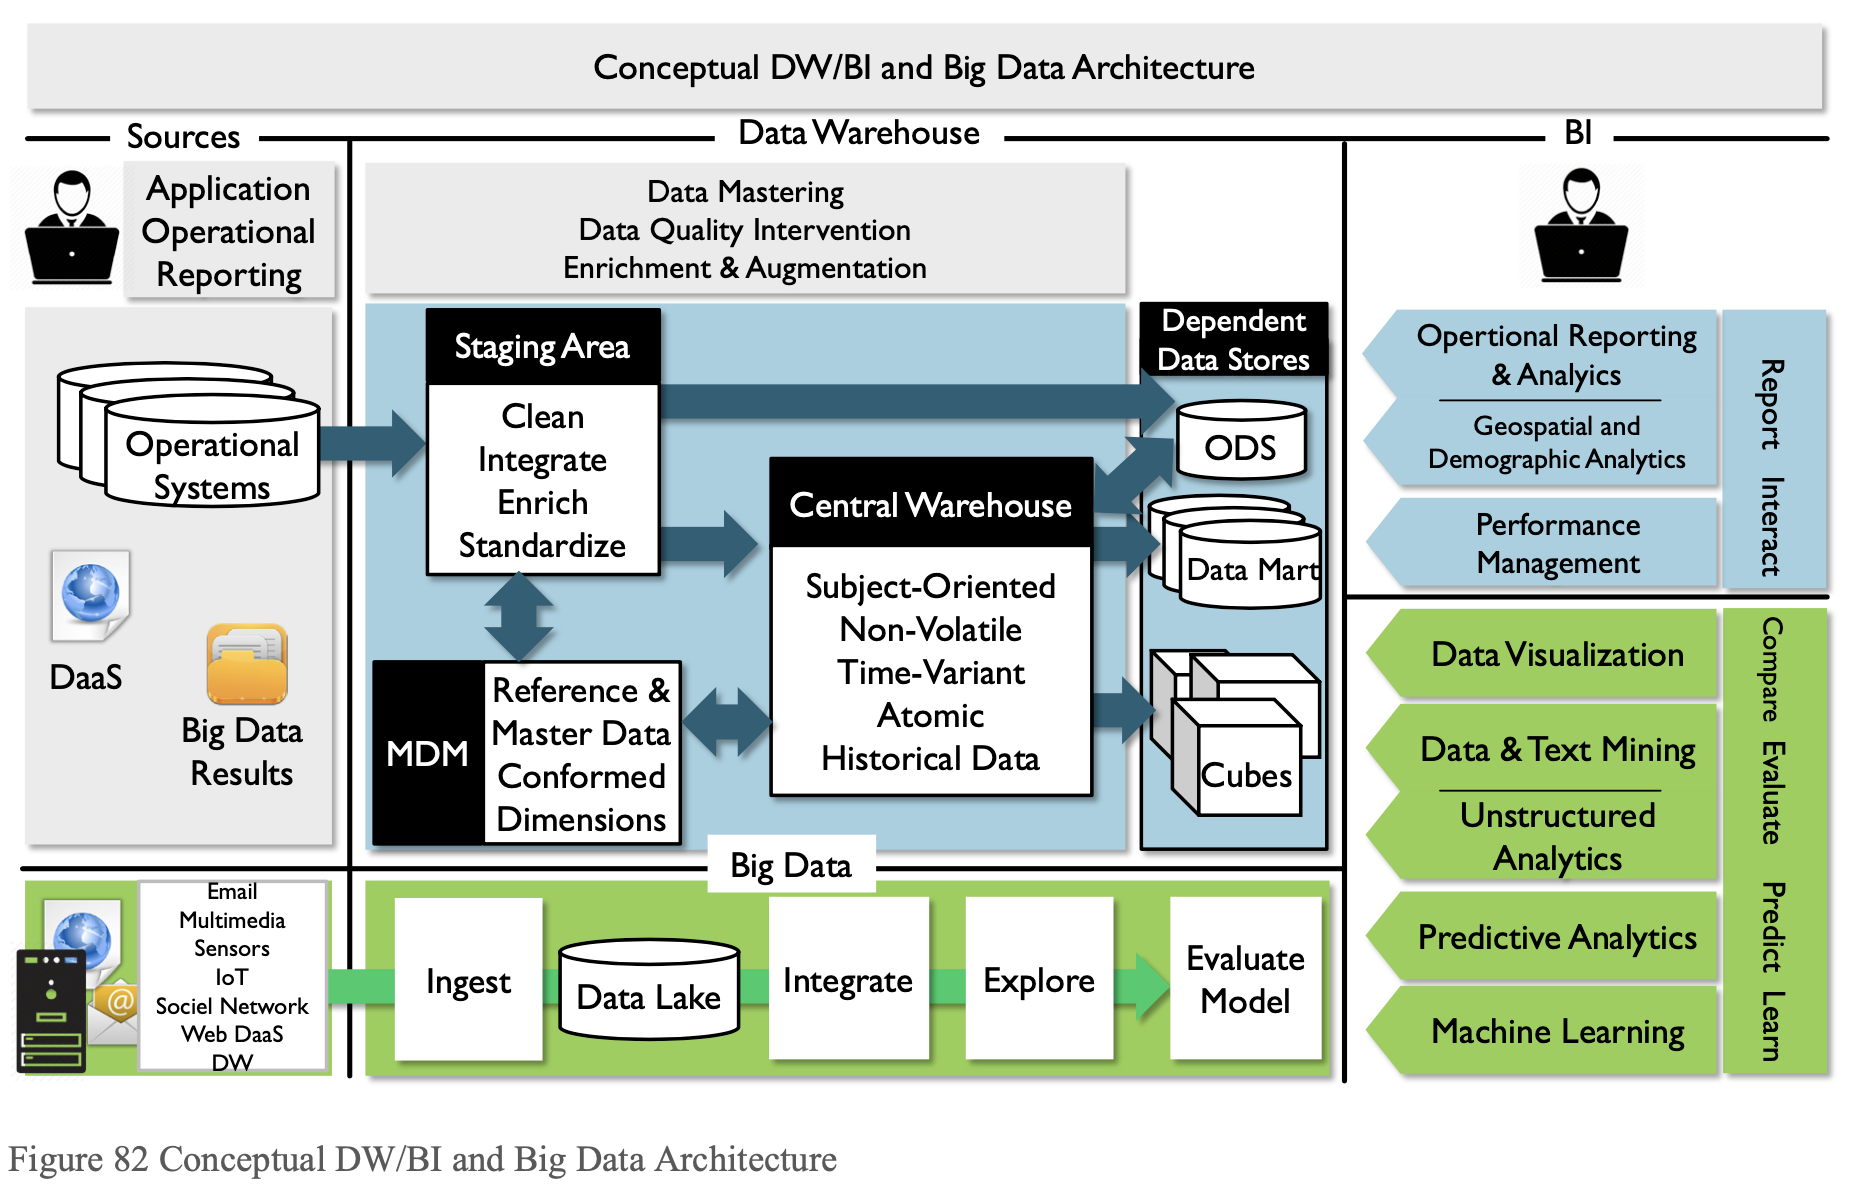 Conceptual DW/BI and Big Data Architecture
Sources
Data Warehouse
BI
Application
Operational
Reporting
Data Mastering
Data Quality Intervention
Enrichment & Augmentation
Operational
Systems
DaaS
Big Data
Results
Staging Area
Clean
Integrate
Enrich
Standardize
MDM
Reference &
Master Data
Conformed
Dimensions
Central Warehouse
Subject-Oriented
Non-Volatile
Time-Variant
Atomic
Historical Data
Dependent
Data Stores
ODS
Data Mart
Cubes
Opertional Reporting
& Analyics
Geospatial and
Demographic Analytics
Performance
Management
Report Interact
Data Visualization
Data & Text Mining
Unstructured
Analytics
Predictive Analytics
Machine Learning
Compare Evaluate Predict Learn
Big Data
@
Email
Multimedia
Sensors
IoT
Sociel Network
Web DaaS
DW
Ingest
Data Lake
Integrate
Explore
Evaluate
Model
Figure 82 Conceptual DW/BI and Big Data Architecture